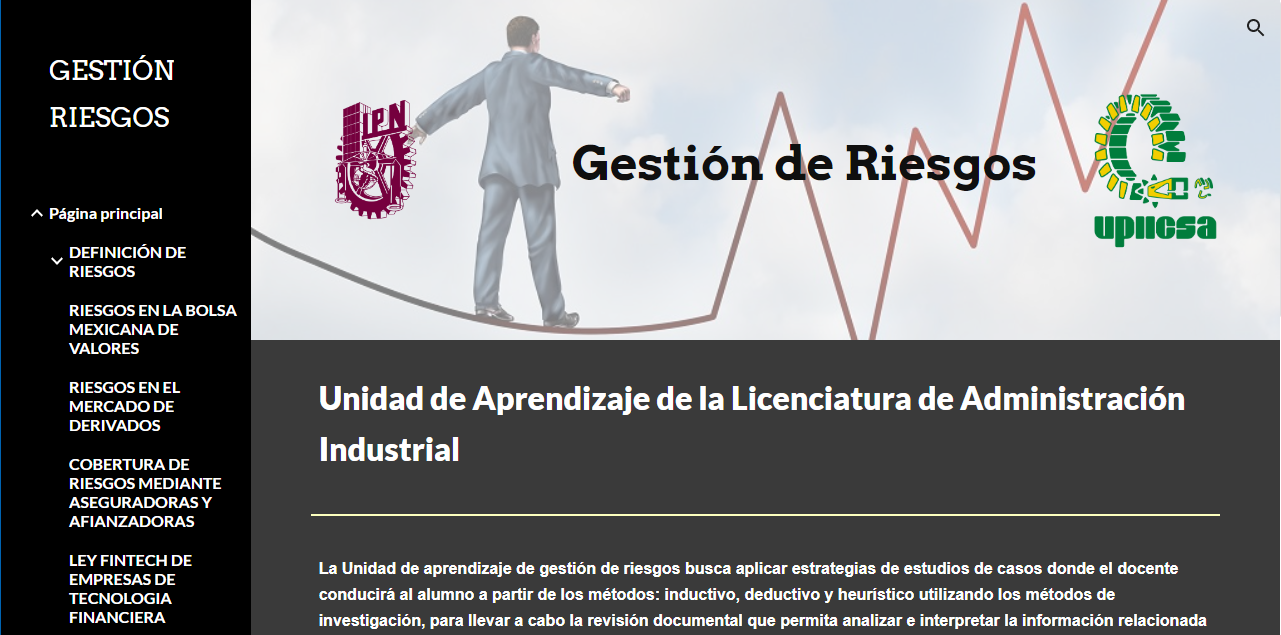 GESTIÓN
RIESGOS
Página principal
DEFINICIÓN DE
RIESGOS
RIESGOS EN LA BOLSA
MEXICANA DE
VALORES
RIESGOS EN EL
MERCADO DE
DERIVADOS
COBERTURA DE
RIESGOS MEDIANTE
ASEGURADORAS Y
AFIANZADORAS
LEY FINTECH DE
EMPRESAS DE
TECNOLOGIA
FINANCIERA
IPN
Gestión de Riesgos
upiicsa
Unidad de Aprendizaje de la Licenciatura de Administración
Industrial
La Unidad de aprendizaje de gestión de riesgos busca aplicar estrategias de estudios de casos donde el docente
conducirá al alumno a partir de los métodos: inductivo, deductivo y heurístico utilizando los métodos de
investigación, para llevar a cabo la revisión documental que permita analizar e interpretar la información relacionada